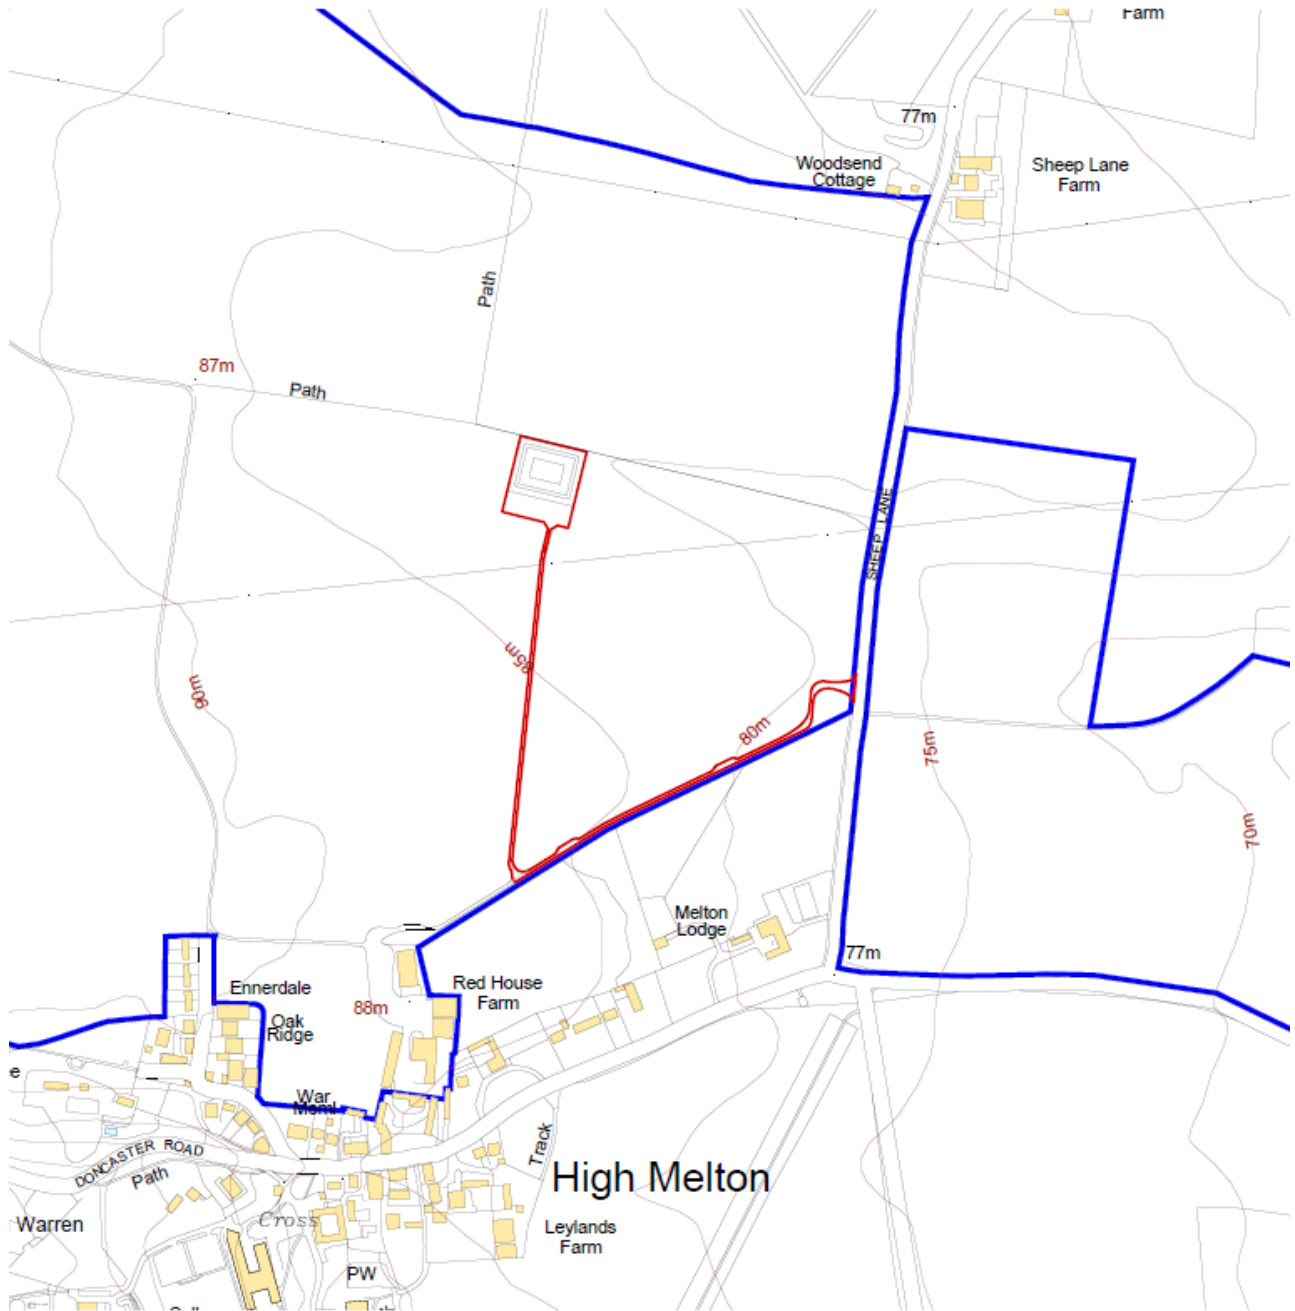 Farm
77m
Woodsend
Cottage
Sheep Lane
Farm
Path
87m
Path
SHEEP LANE
85m
90m
80m
75m
70m
Melton
Lodge
77m
Ennerdale
Red House
Farm
88m
Oak
Ridge
War
Meml
DONCASTER ROAD
Path
Track
High Melton
Warren
Cross
Leylands
Farm
PW